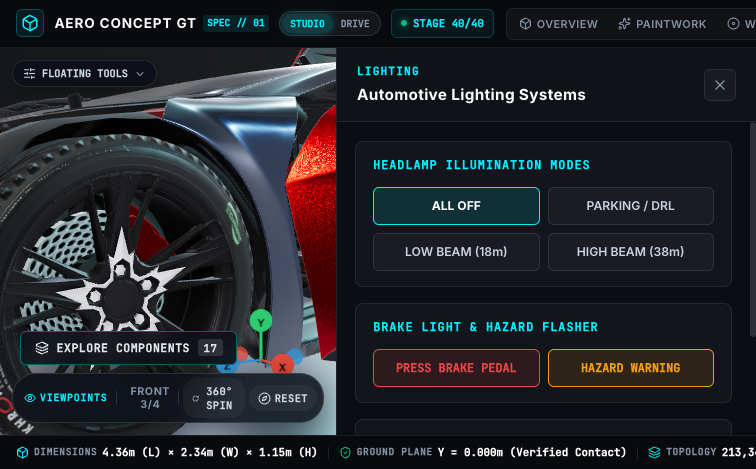 AERO CONCEPT GT SPEC // 01 STUDIO DRIVE STAGE 40/40 OVERVIEW PAINTWORK W
FLOATING TOOLS
LIGHTING
Automotive Lighting Systems
HEADLAMP ILLUMINATION MODES
ALL OFF PARKING / DRL
LOW BEAM (18m) HIGH BEAM (38m)
BRAKE LIGHT & HAZARD FLASHER
PRESS BRAKE PEDAL HAZARD WARNING
Y
Z X
EXPLORE COMPONENTS 17
VIEWPOINTS FRONT 3/4 360° SPIN RESET
DIMENSIONS 4.36m (L) × 2.34m (W) × 1.15m (H) GROUND PLANE Y = 0.000m (Verified Contact) TOPOLOGY 213,